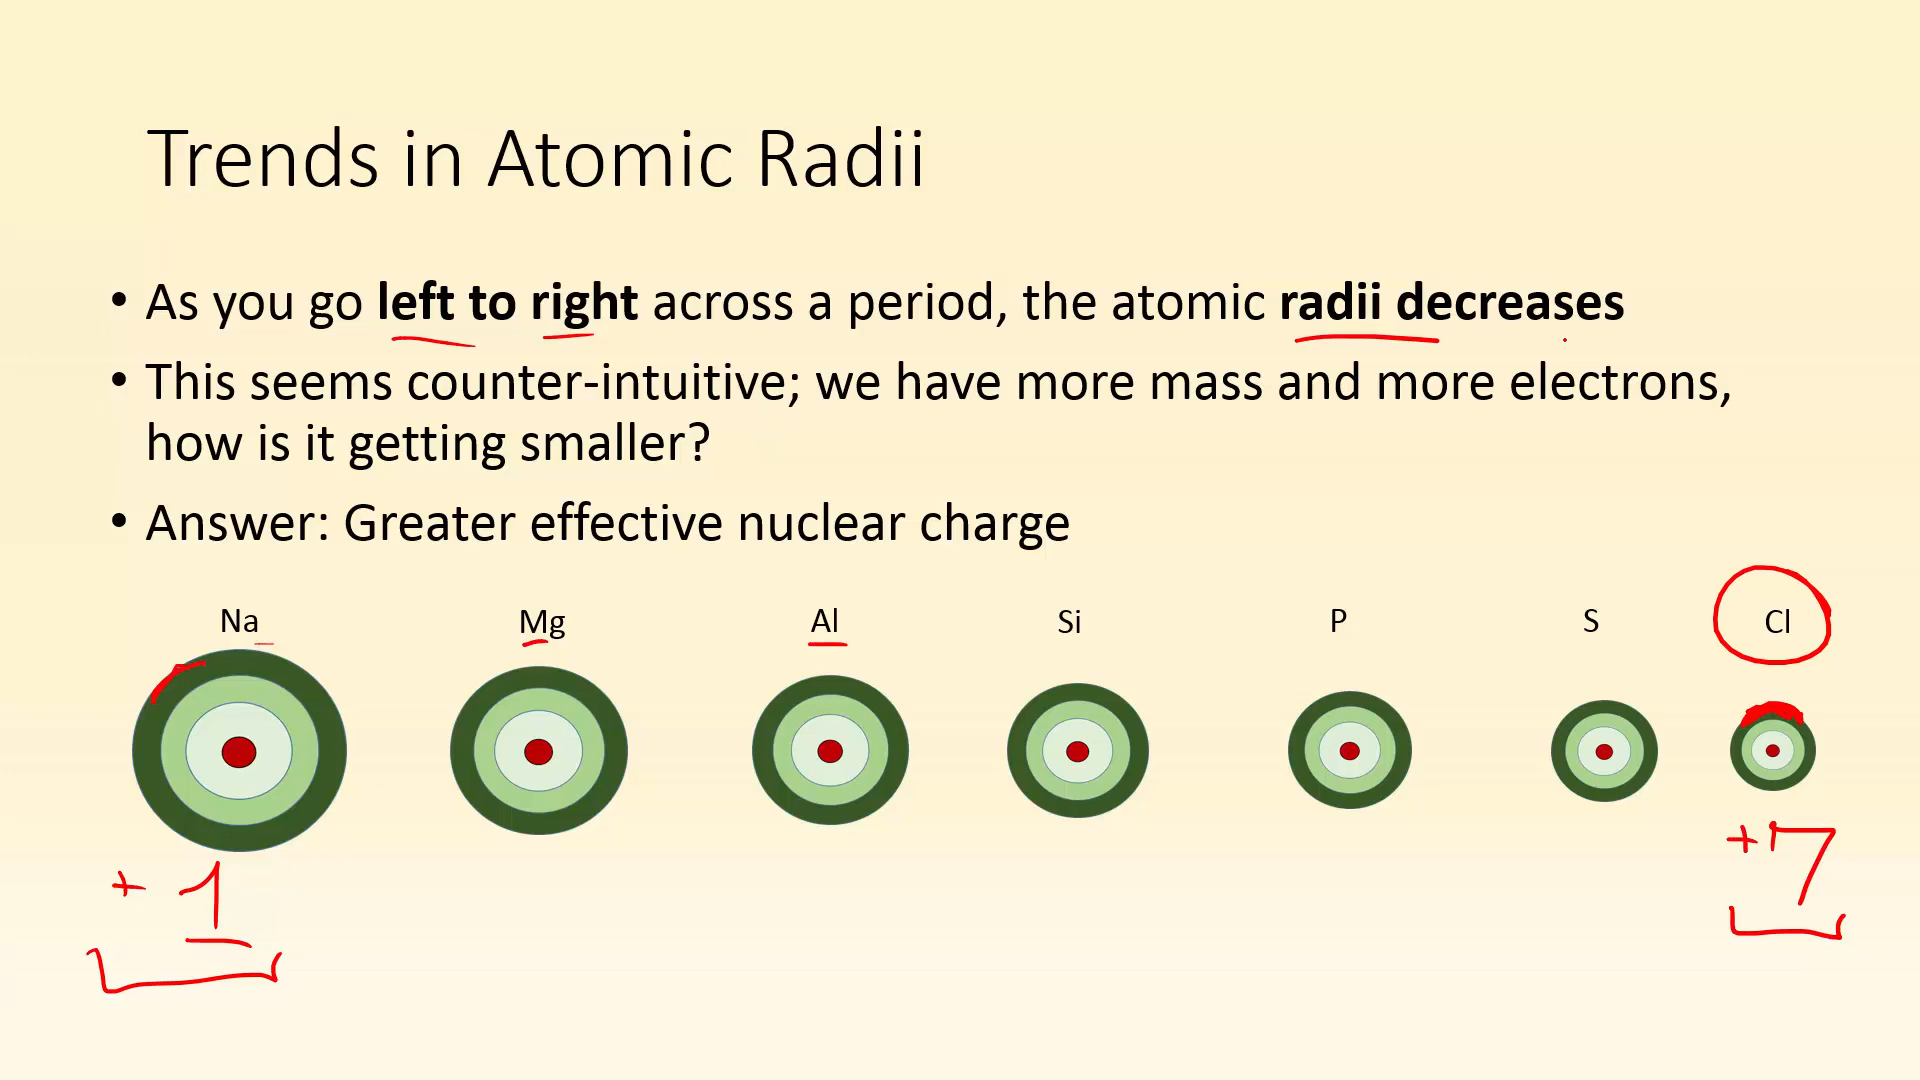 Trends in Atomic Radii
• As you go left to right across a period, the atomic radii decreases
• This seems counter-intuitive; we have more mass and more electrons,
how is it getting smaller?
• Answer: Greater effective nuclear charge
Na Mg Al Si P S Cl
+1 +7